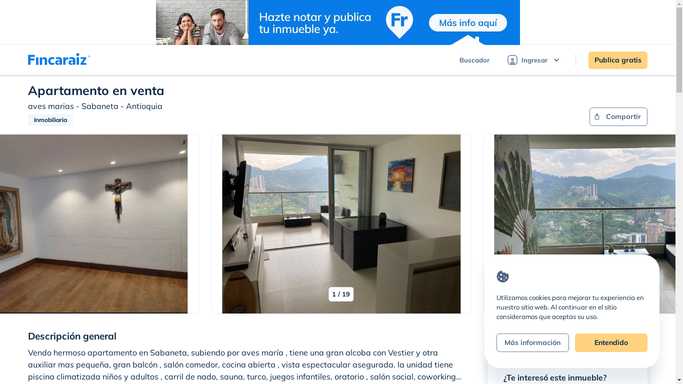 Hazte notar y publica
tu inmueble ya.
Fr
Más info aquí
Fincaraiz
Buscador
Ingresar
Publica gratis
Apartamento en venta
aves marias - Sabaneta - Antioquia
Inmobiliaria
Compartir
1 / 19
Utilizamos cookies para mejorar tu experiencia en
nuestro sitio web. Al continuar en el sitio
consideramos que aceptas su uso.
Más información
Entendido
Descripción general
Vendo hermoso apartamento en Sabaneta, subiendo por aves maría , tiene una gran alcoba con Vestier y otra
auxiliar mas pequeña, gran balcón , salón comedor, cocina abierta , vista espectacular asegurada, la unidad tiene
piscina climatizada niños y adultos , carril de nado, sauna, turco, juegos infantiles, oratorio , salón social, coworking...
¿Te interesó este inmueble?